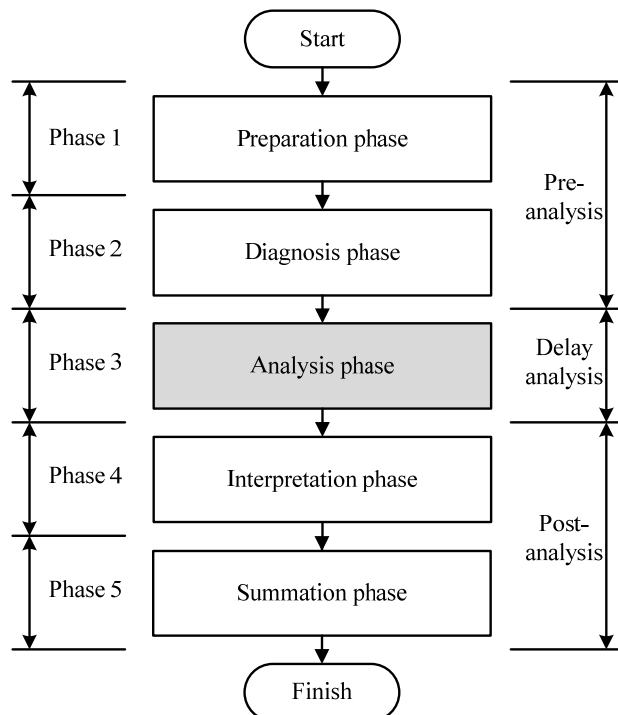 Start
Phase 1
Preparation phase
Pre-
analysis
Phase 2
Diagnosis phase
Phase 3
Analysis phase
Delay
analysis
Phase 4
Interpretation phase
Post-
analysis
Phase 5
Summation phase
Finish